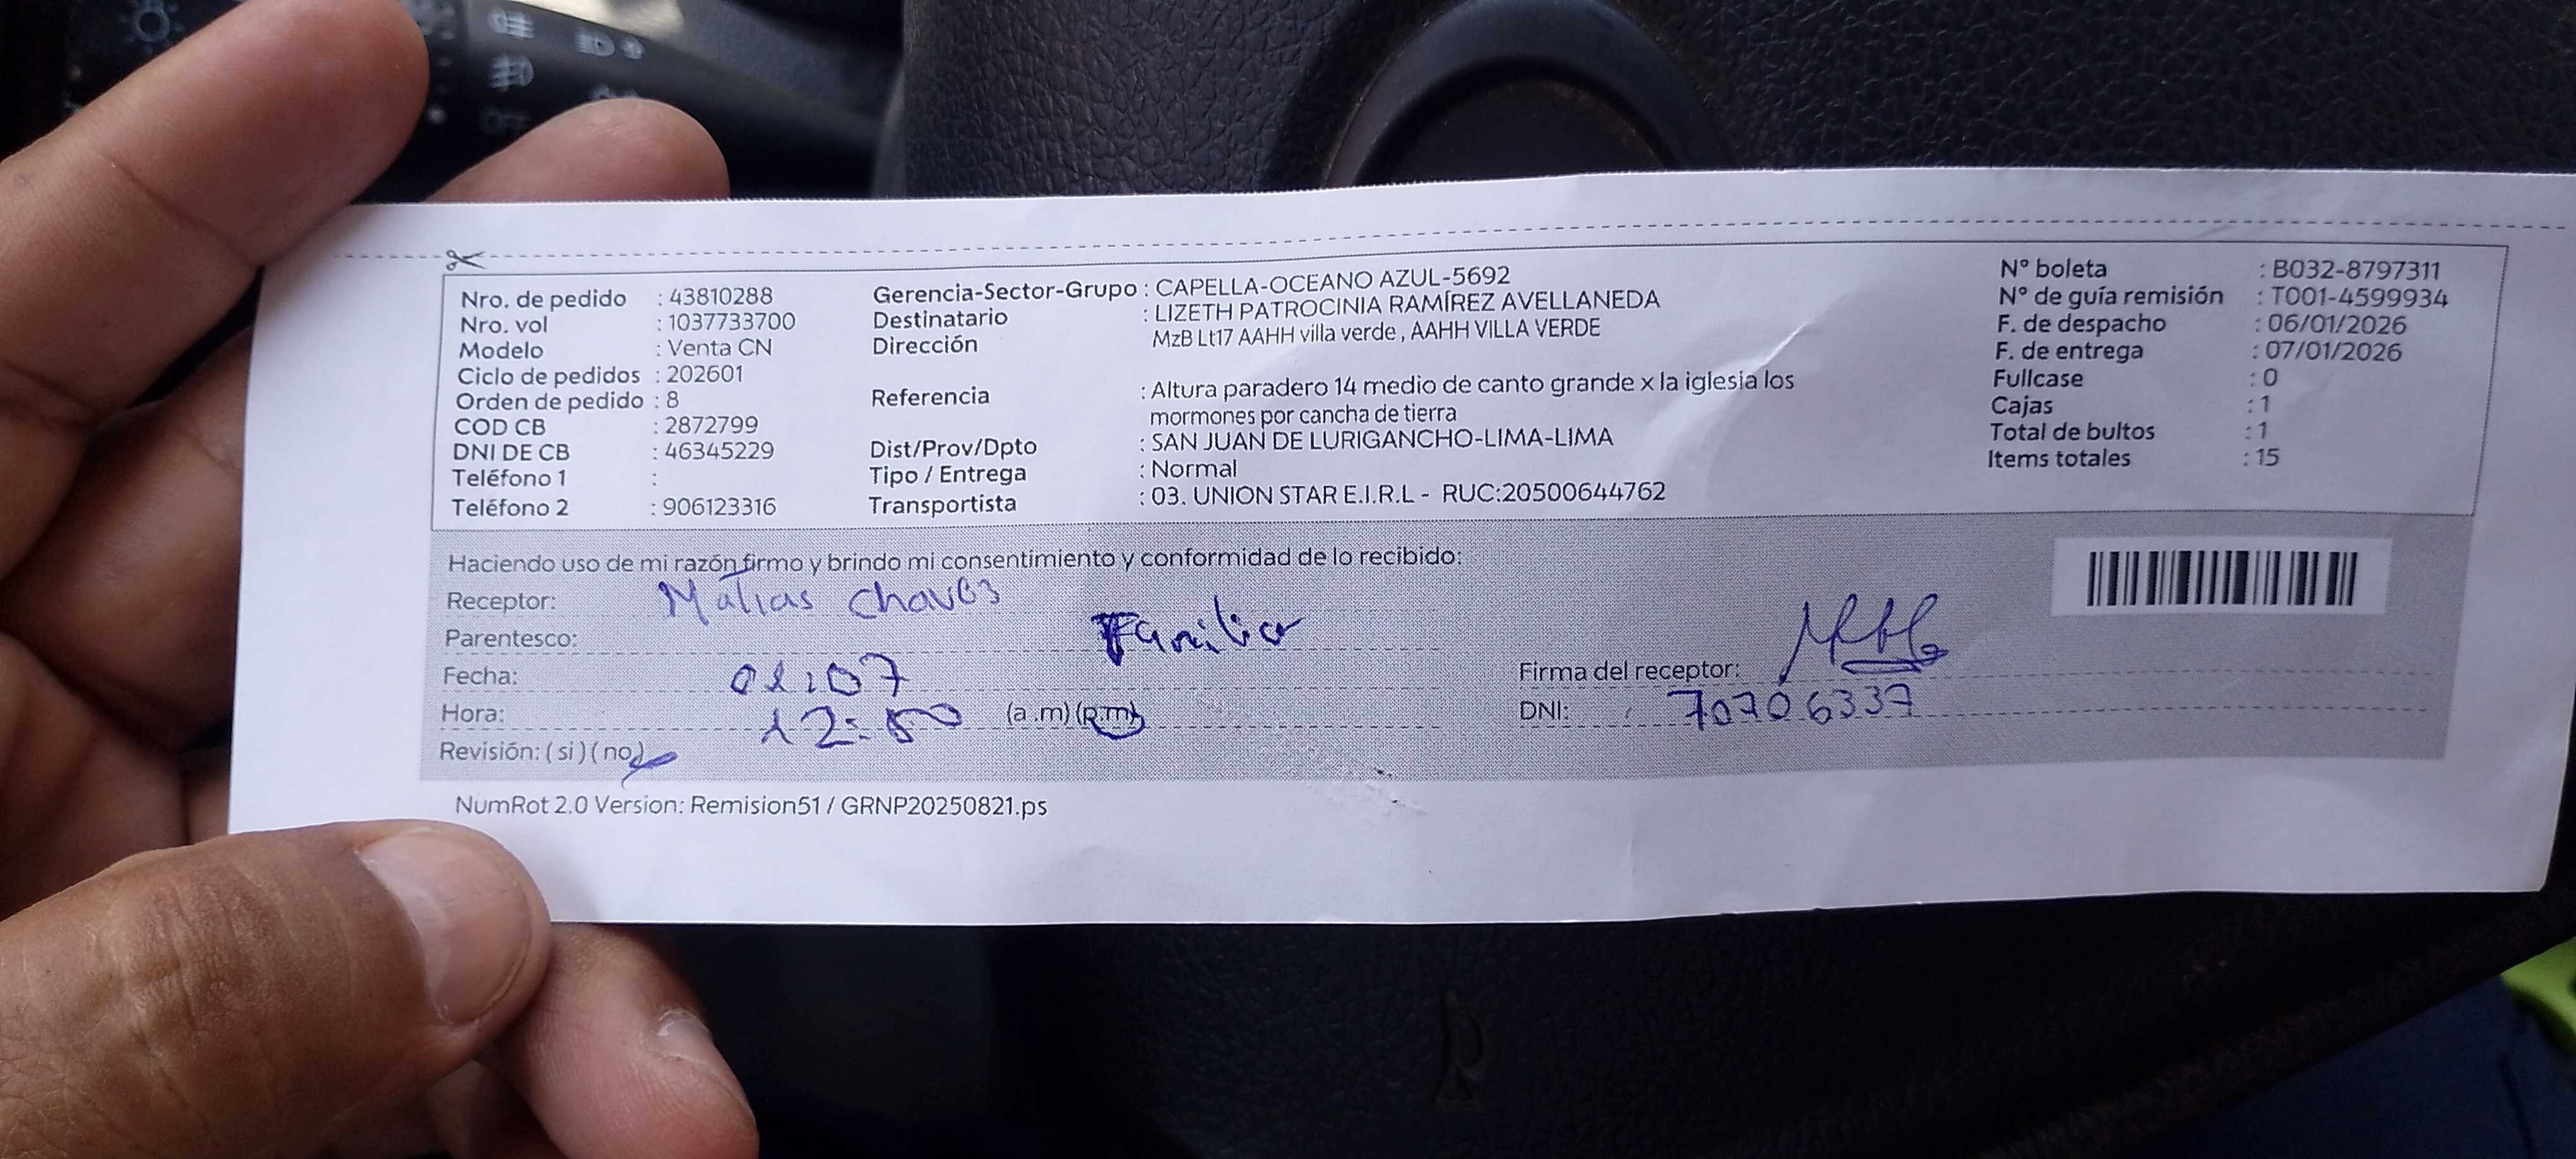 Nro. de pedido : 43810288
Nro. vol : 1037733700
Modelo : Venta CN
Ciclo de pedidos : 202601
Orden de pedido : 8
COD CB : 2872799
DNI DE CB : 46345229
Teléfono 1 :
Teléfono 2 : 906123316
Gerencia-Sector-Grupo : CAPELLA-OCEANO AZUL-5692
Destinatario : LIZETH PATROCINIA RAMÍREZ AVELLANEDA
Dirección MzB Lt17 AAHH villa verde , AAHH VILLA VERDE
Referencia : Altura paradero 14 medio de canto grande x la iglesia los
mormones por cancha de tierra
Dist/Prov/Dpto : SAN JUAN DE LURIGANCHO-LIMA-LIMA
Tipo / Entrega : Normal
Transportista : 03. UNION STAR E.I.R.L - RUC:20500644762
N° boleta : B032-8797311
N° de guía remisión : T001-4599934
F. de despacho : 06/01/2026
F. de entrega : 07/01/2026
Fullcase : 0
Cajas : 1
Total de bultos : 1
Items totales : 15
Haciendo uso de mi razón firmo y brindo mi consentimiento y conformidad de lo recibido:
Receptor: Matias Chaves
Parentesco: Familiar
Fecha: 07
Hora: 12:50 (a .m) (p.m)
Revisión: ( si ) ( no )
Firma del receptor:
DNI: 70706337
NumRot 2.0 Version: Remision51 / GRNP20250821.ps
OFF